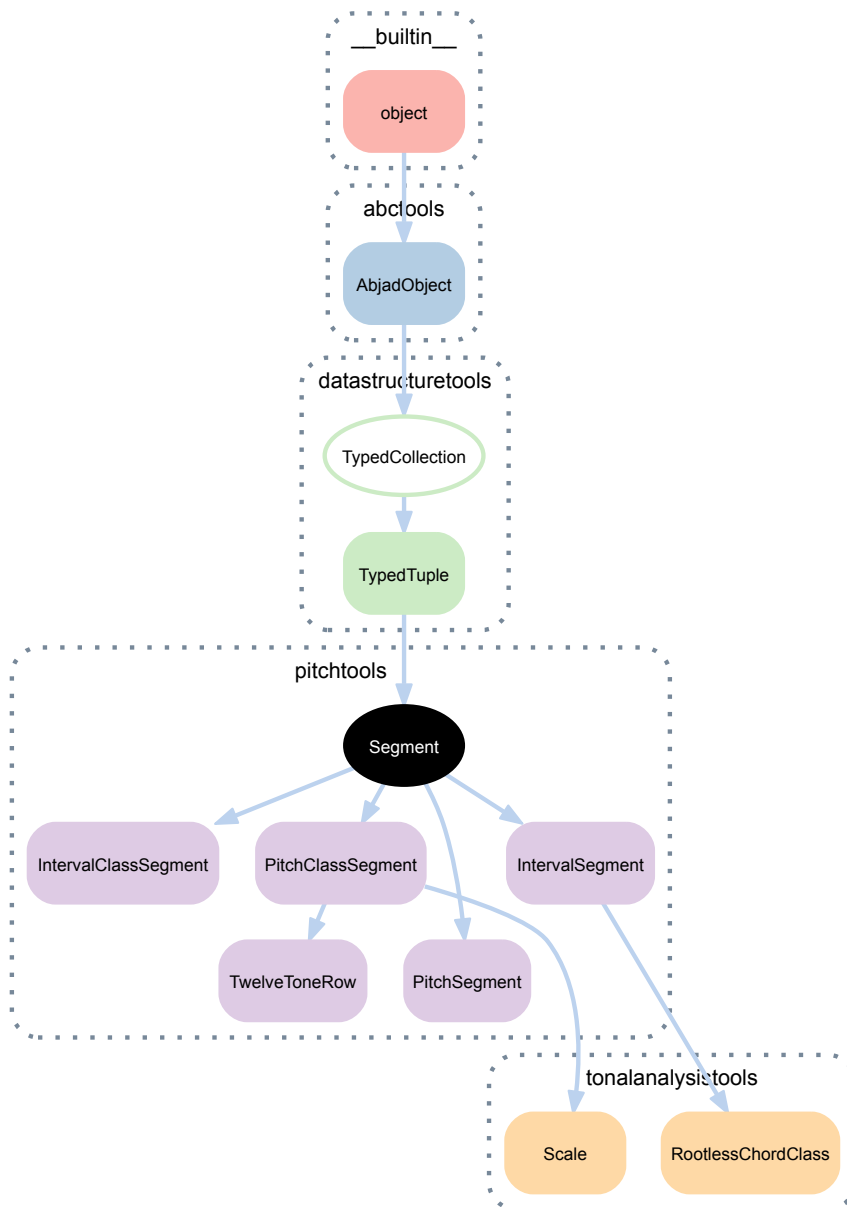 __builtin__
object
abctools
AbjadObject
datastructuretools
TypedCollection
TypedTuple
pitchtools
Segment
IntervalClassSegment
PitchClassSegment
IntervalSegment
TwelveToneRow
PitchSegment
tonalanalysistools
Scale
RootlessChordClass